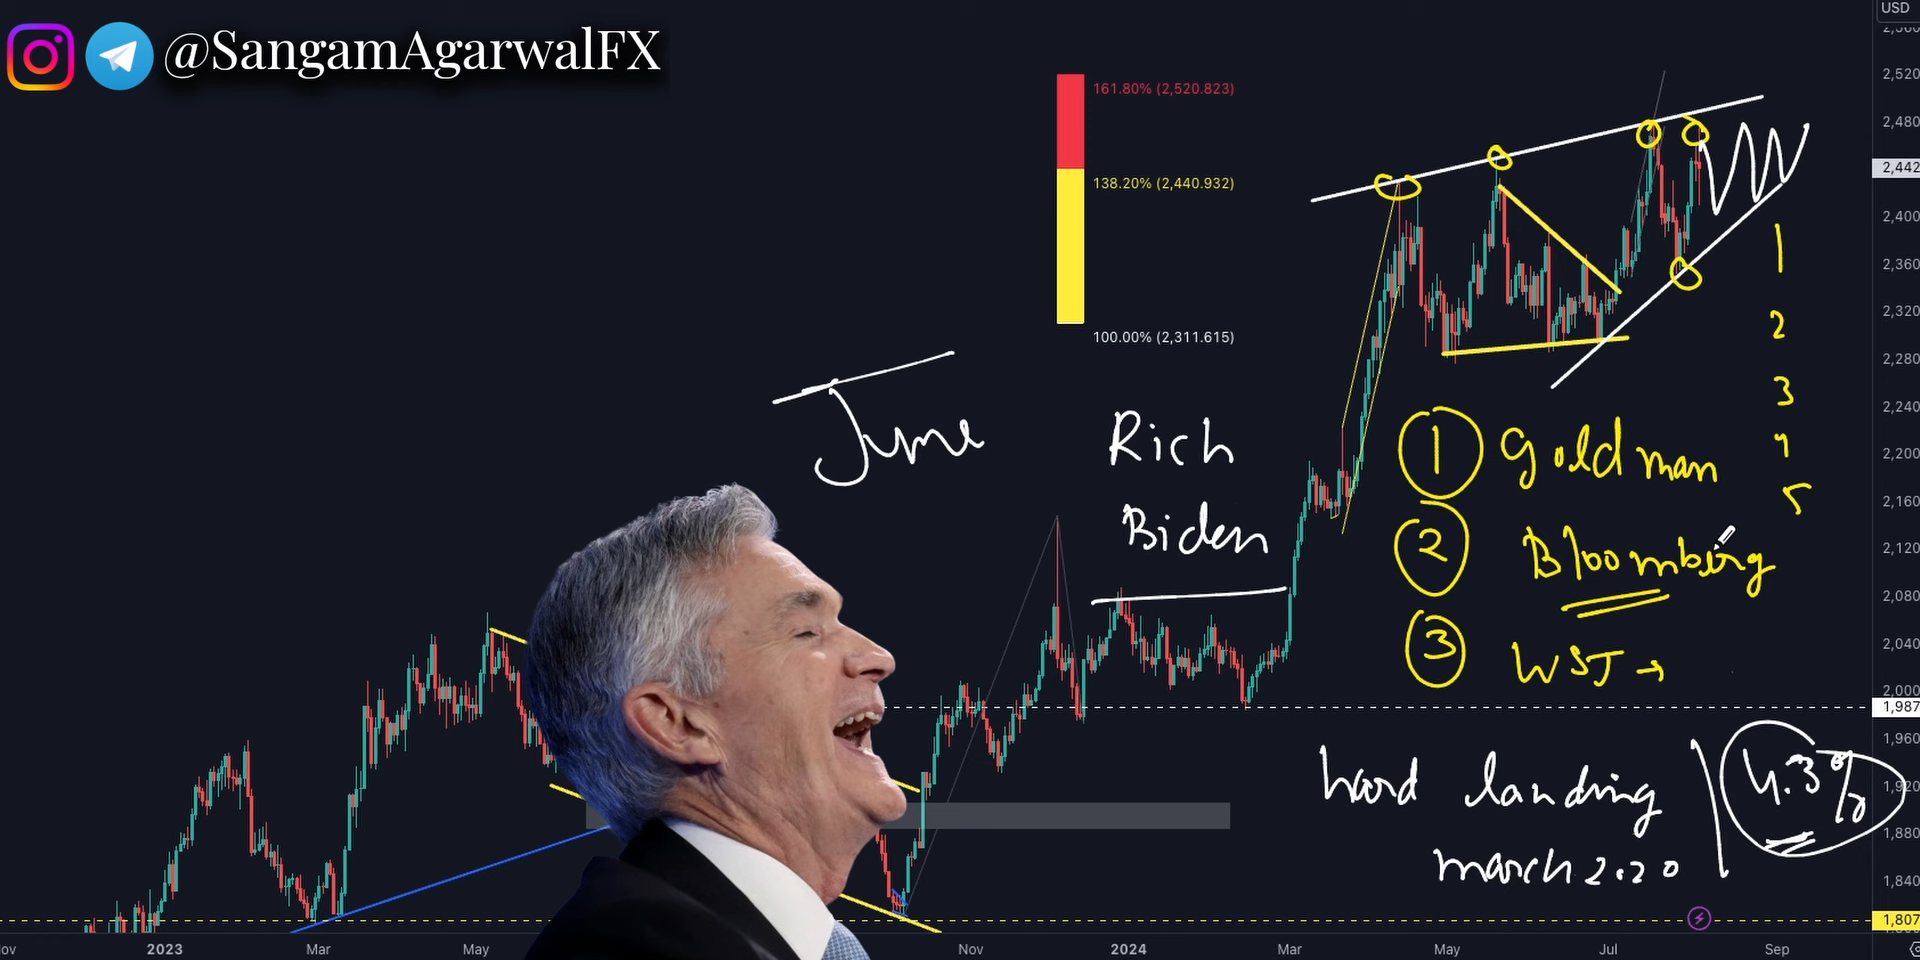 @SangamAgarwalFX
USD
2,520
161.80% (2,520.823)
2,480
2,442
138.20% (2,440.932)
2,400
1
2,360
2
2,320
100.00% (2,311.615)
2,280
June
3
2,240
Rich
1 Goldman
4
2,200
5
2,160
Biden
2 Bloomberg
2,120
2,080
3 WST →
2,040
2,000
1,987
1,960
hard landing
4.3%
1,920
march 2020
1,880
1,840
1,807
2023
Mar
May
Nov
2024
Mar
May
Jul
Sep